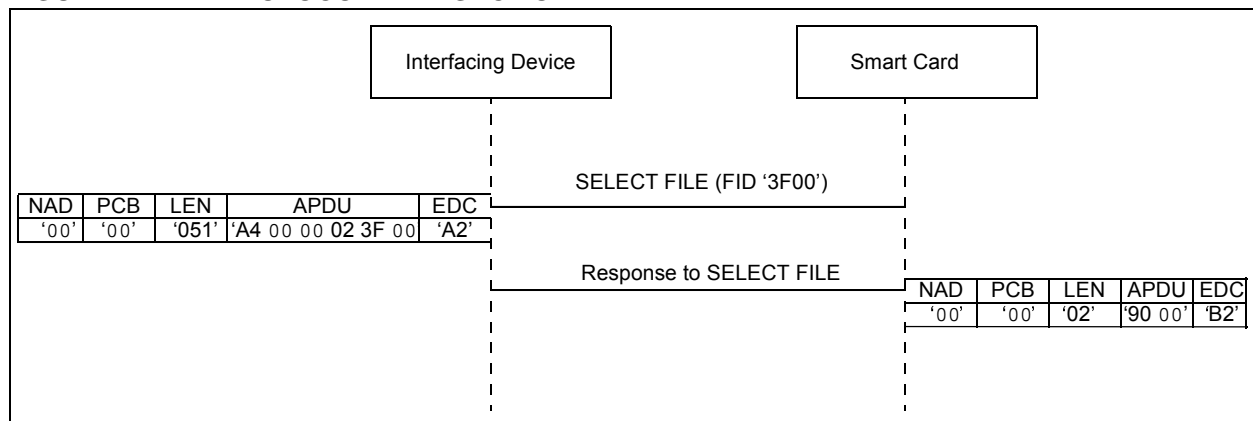 Interfacing Device
Smart Card
SELECT FILE (FID ‘3F00’)
NAD PCB LEN APDU EDC
‘00’ ‘00’ ‘051’ ‘A4 00 00 02 3F 00 ‘A2’
Response to SELECT FILE
NAD PCB LEN APDU EDC
‘00’ ‘00’ ‘02’ ‘90 00’ ‘B2’